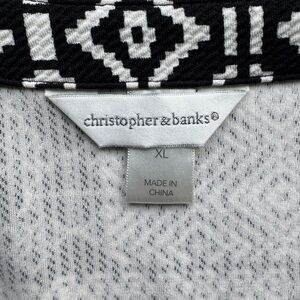 christopher & banks®
XL
MADE IN
CHINA